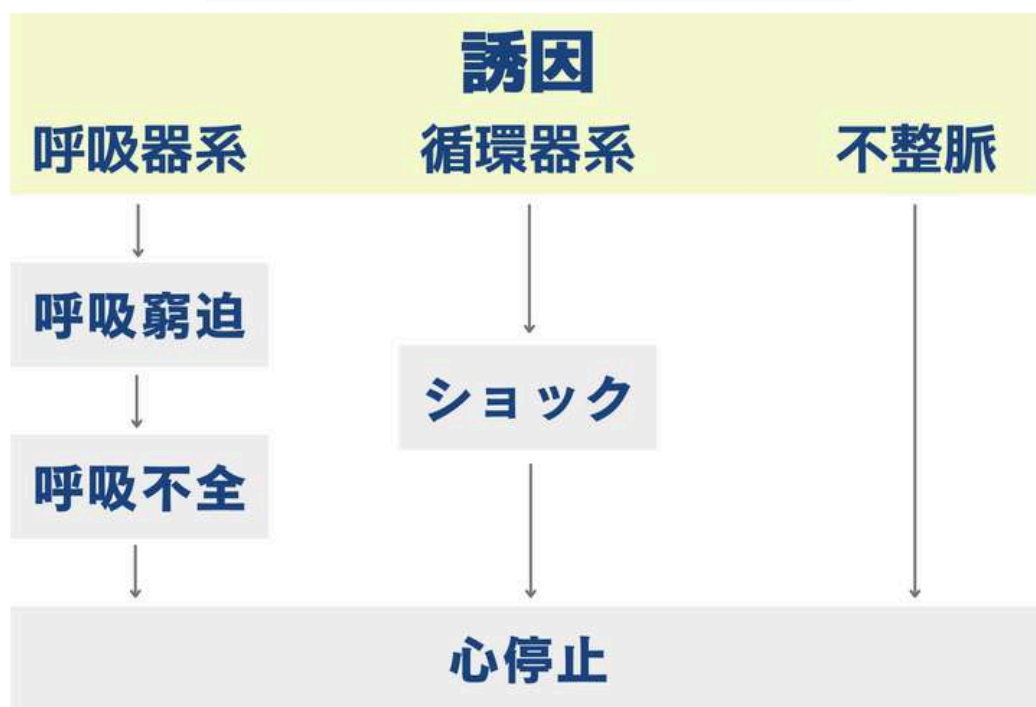 誘因
呼吸器系 循環器系 不整脈
呼吸窮迫
ショック
呼吸不全
心停止